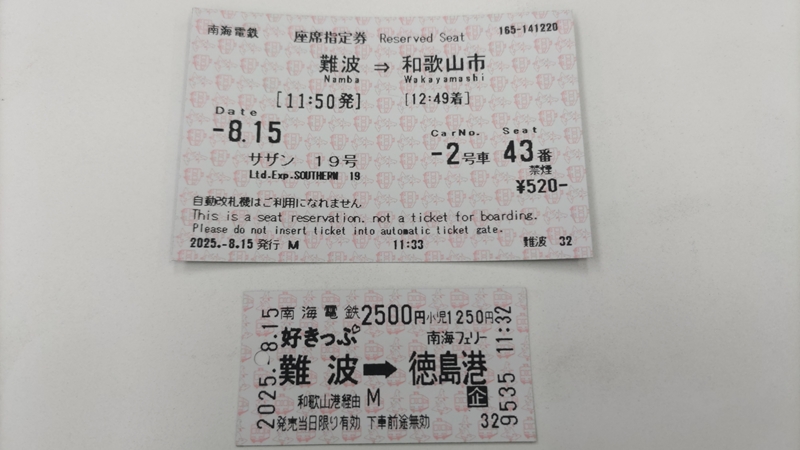 南海電鉄 座席指定券 Reserved Seat 165-141220
難波 ⇒ 和歌山市
Namba Wakayamashi
[11:50発] [12:49着]
Date CarNo. Seat
-8.15 -2号車 43番
サザン 19号 禁煙
Ltd.Exp.SOUTHERN 19 ¥520-
自動改札機はご利用になれません
This is a seat reservation. not a ticket for boarding.
Please do not insert ticket into automatic ticket gate.
2025.-8.15発行 M 11:33 難波 32
2025.-8.15
南海電鉄 2500円 小児1250円
好きっぷ 南海フェリー
難波 ➡ 徳島港
和歌山港経由 M 企
発売当日限り有効 下車前途無効 32
9535 11:32